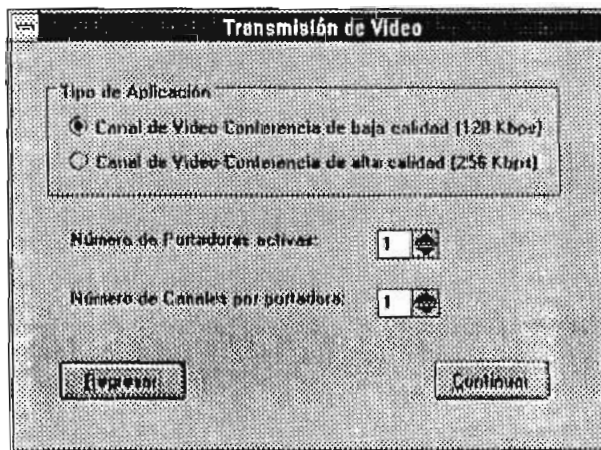 Transmisión de Video
Tipo de Aplicación
Canal de Video Conferencia de baja calidad (128 Kbps)
Canal de Video Conferencia de alta calidad (256 Kbps)
Número de Portadoras activas: 1
Número de Canales por portadora: 1
Regresar Continuar